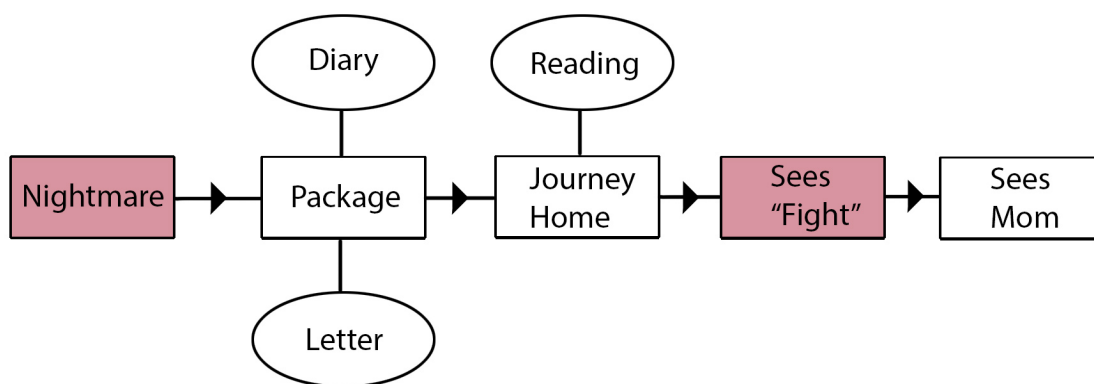 Diary
Reading
Nightmare
Package
Journey
Home
Sees
“Fight”
Sees
Mom
Letter